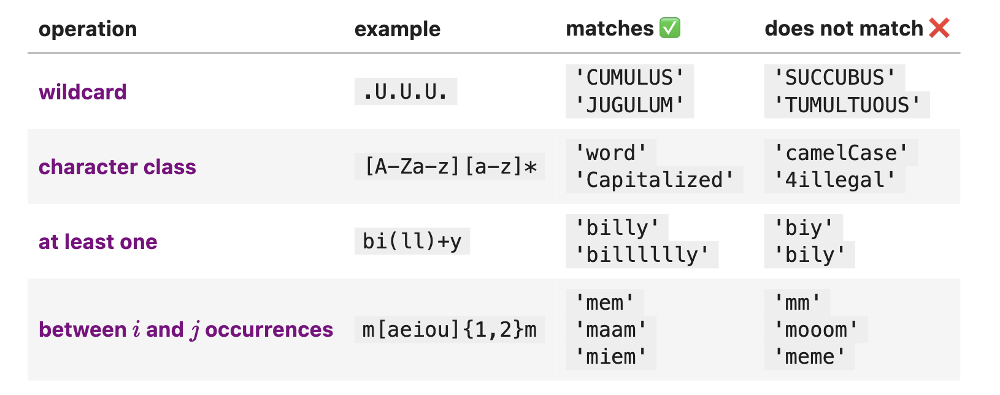 operation example matches ✅ does not match ❌
wildcard .U.U.U. 'CUMULUS' 'SUCCUBUS'
'JUGULUM' 'TUMULTUOUS'
character class [A-Za-z][a-z]* 'word' 'camelCase'
'Capitalized' '4illegal'
at least one bi(ll)+y 'billy' 'biy'
'billlllly' 'bily'
between i and j occurrences m[aeiou]{1,2}m 'mem' 'mm'
'maam' 'mooom'
'miem' 'meme'